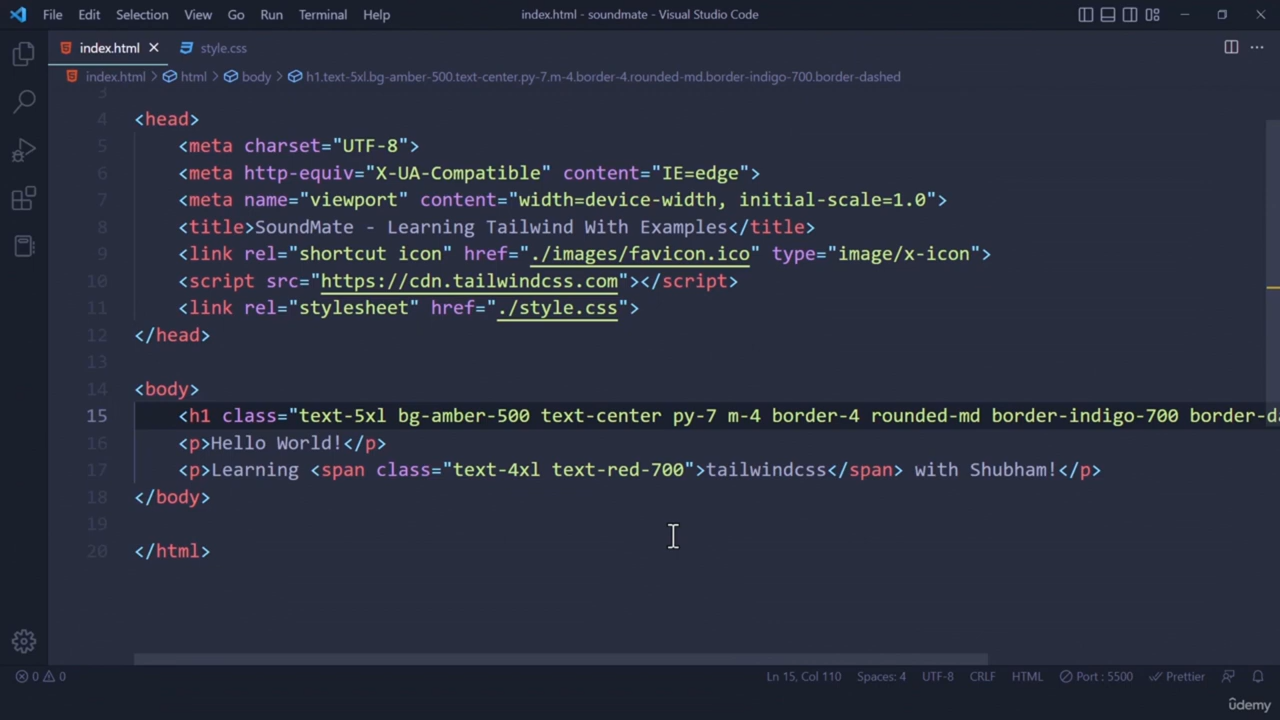 File Edit Selection View Go Run Terminal Help index.html - soundmate - Visual Studio Code
index.html style.css
index.html > html > body > h1.text-5xl.bg-amber-500.text-center.py-7.m-4.border-4.rounded-md.border-indigo-700.border-dashed
3
4 <head>
5 <meta charset="UTF-8">
6 <meta http-equiv="X-UA-Compatible" content="IE=edge">
7 <meta name="viewport" content="width=device-width, initial-scale=1.0">
8 <title>SoundMate - Learning Tailwind With Examples</title>
9 <link rel="shortcut icon" href="./images/favicon.ico" type="image/x-icon">
10 <script src="https://cdn.tailwindcss.com"></script>
11 <link rel="stylesheet" href="./style.css">
12 </head>
13
14 <body>
15 <h1 class="text-5xl bg-amber-500 text-center py-7 m-4 border-4 rounded-md border-indigo-700 border-da
16 <p>Hello World!</p>
17 <p>Learning <span class="text-4xl text-red-700">tailwindcss</span> with Shubham!</p>
18 </body>
19
20 </html>
0 0 Ln 15, Col 110 Spaces: 4 UTF-8 CRLF HTML Port : 5500 Prettier
ûdemy